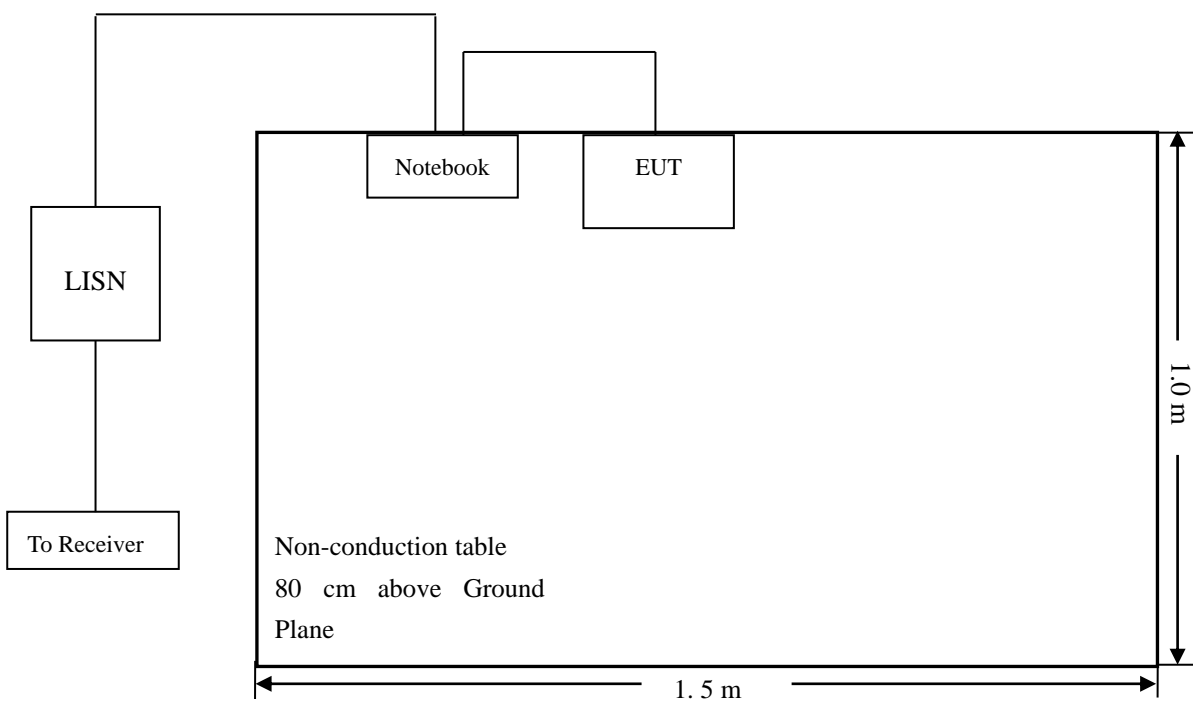 Notebook
EUT
LISN
1.0 m
To Receiver
Non-conduction table
80 cm above Ground
Plane
1. 5 m